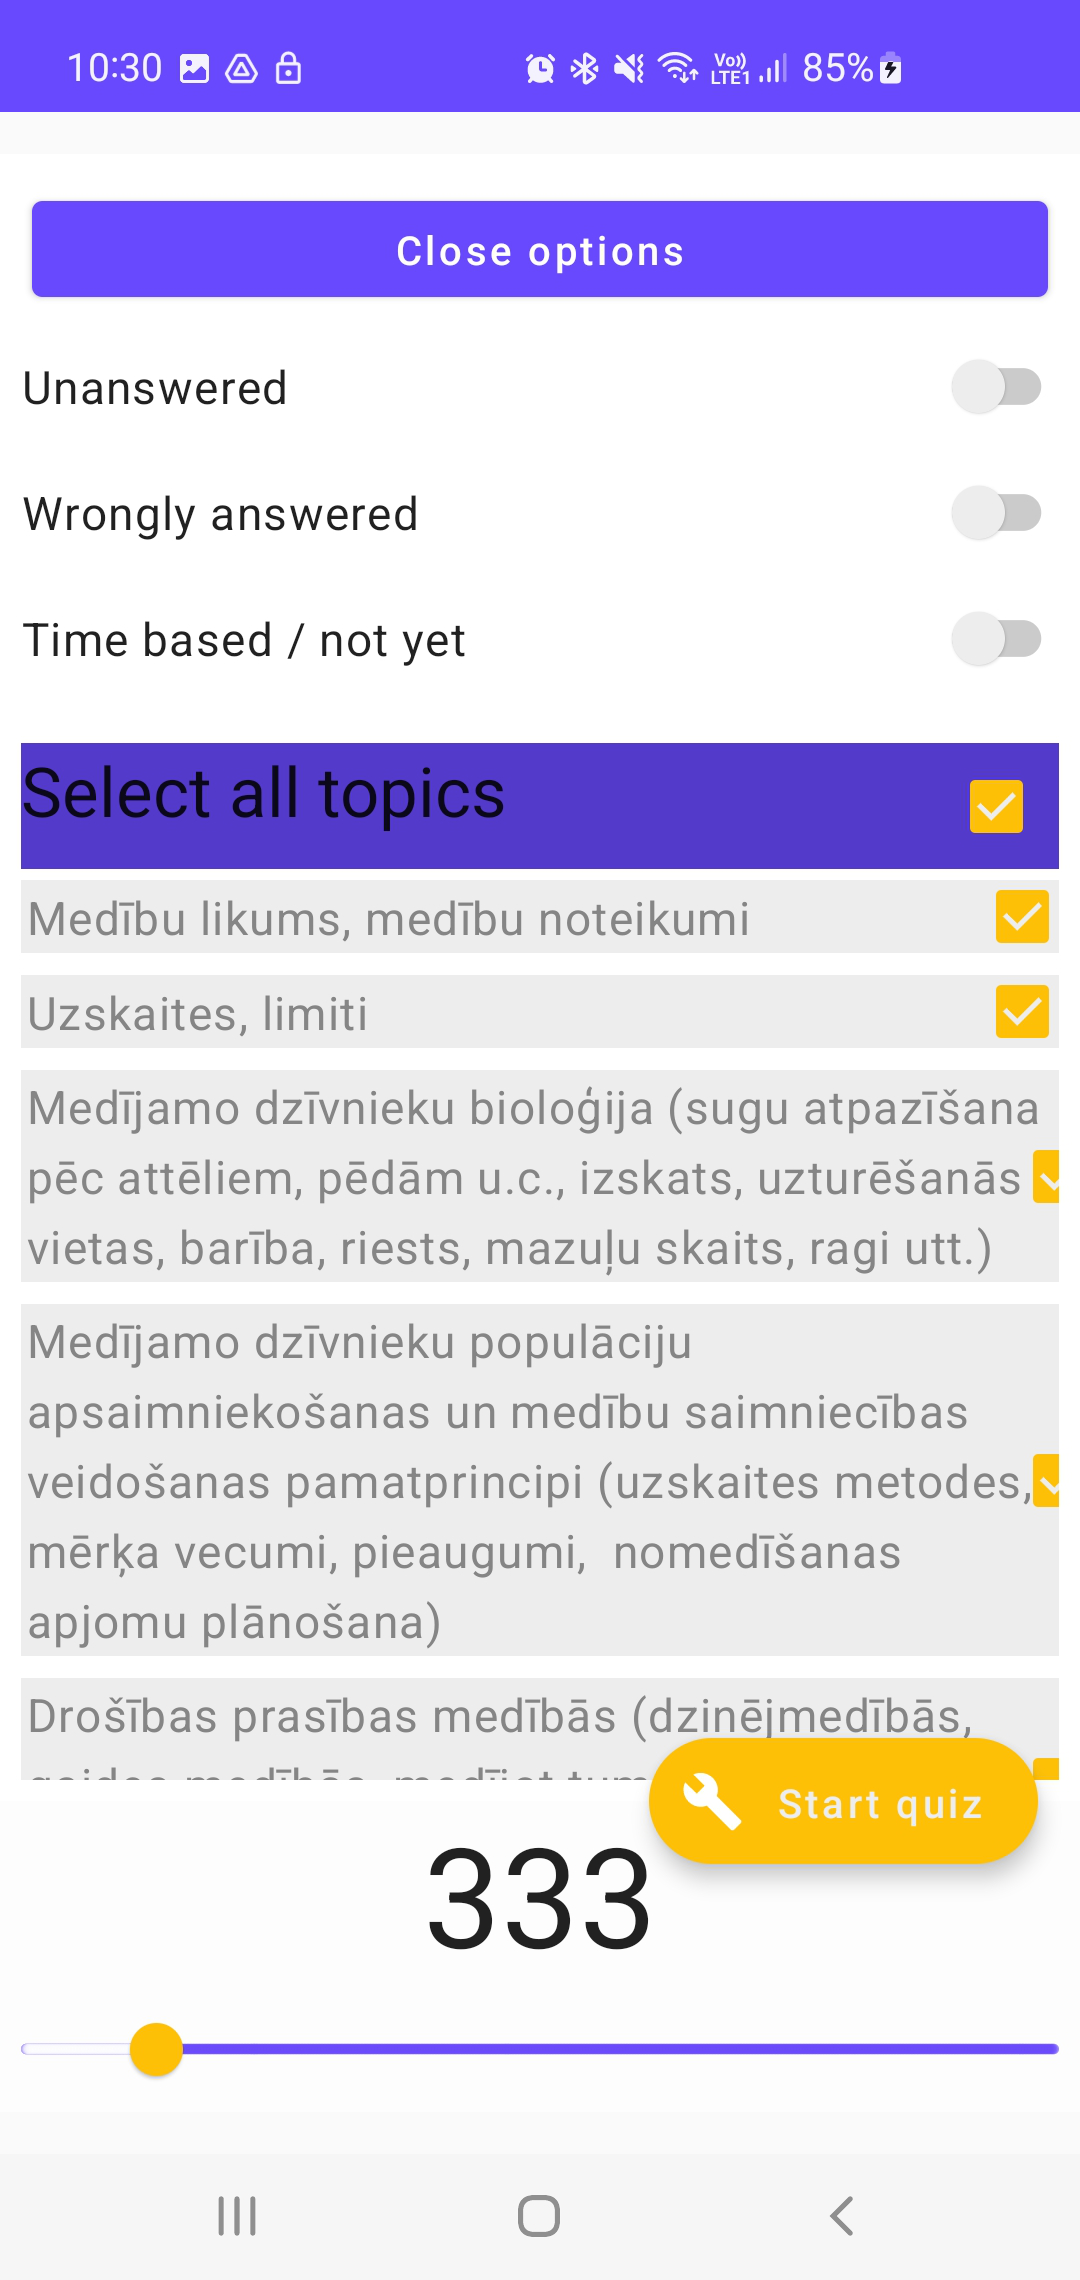 10:30
Vo))
LTE1
85%
Close options
Unanswered
Wrongly answered
Time based / not yet
Select all topics
Medību likums, medību noteikumi
Uzskaites, limiti
Medījamo dzīvnieku bioloģija (sugu atpazīšana
pēc attēliem, pēdām u.c., izskats, uzturēšanās
vietas, barība, riests, mazuļu skaits, ragi utt.)
Medījamo dzīvnieku populāciju
apsaimniekošanas un medību saimniecības
veidošanas pamatprincipi (uzskaites metodes,
mērķa vecumi, pieaugumi,  nomedīšanas
apjomu plānošana)
Drošības prasības medībās (dzinējmedībās,
Start quiz
333